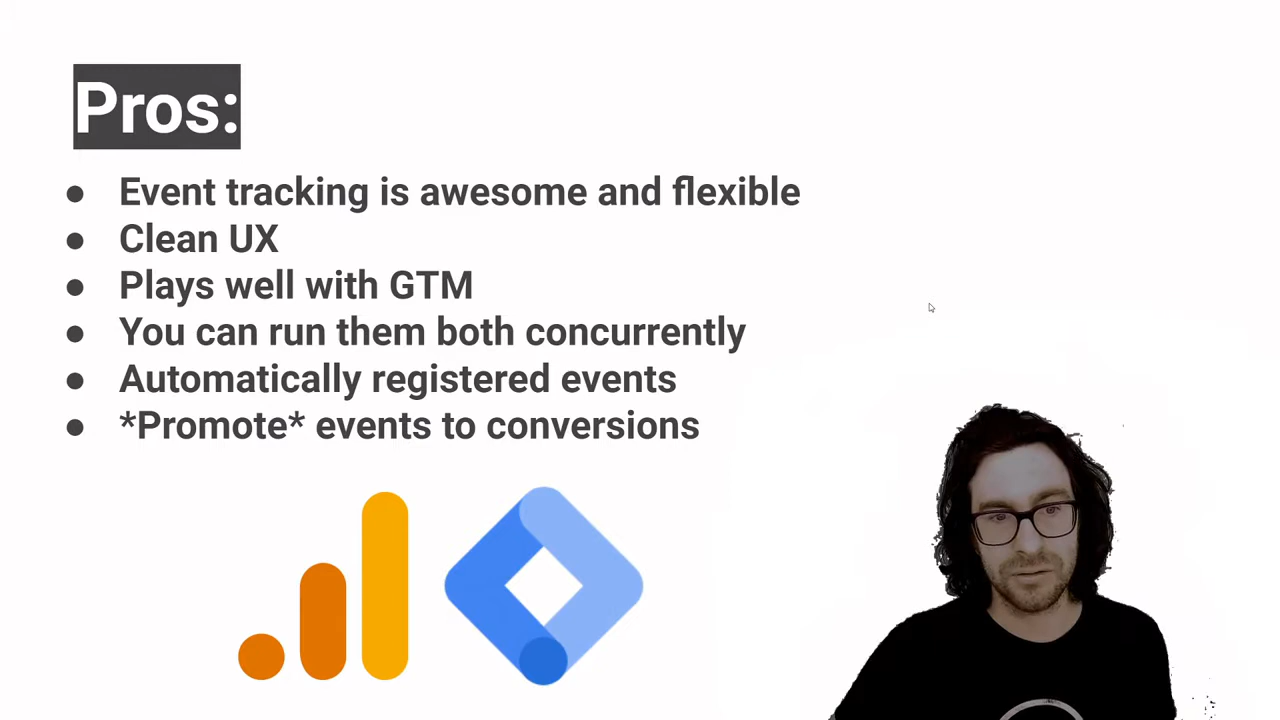 Pros:
● Event tracking is awesome and flexible
● Clean UX
● Plays well with GTM
● You can run them both concurrently
● Automatically registered events
● *Promote* events to conversions